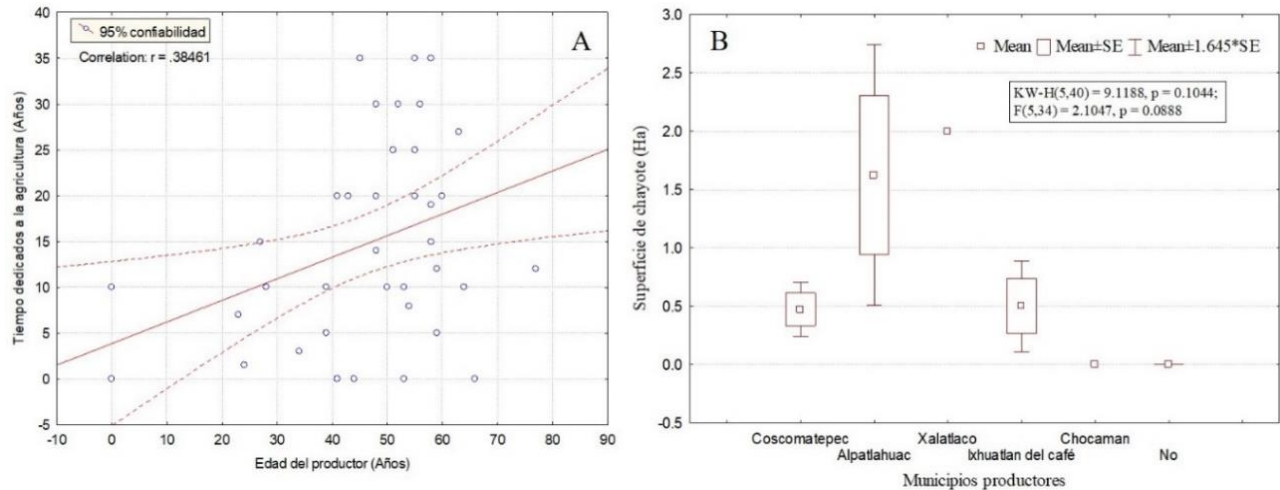 95% confiabilidad
Correlation: r = .38461
A
Tiempo dedicados a la agricultura (Años)
40
35
30
25
20
15
10
5
0
-5
-10 0 10 20 30 40 50 60 70 80 90
Edad del productor (Años)
B
Mean Mean±SE Mean±1.645*SE
KW-H(5,40) = 9.1188, p = 0.1044;
F(5,34) = 2.1047, p = 0.0888
Superficie de chayote (Ha)
3.0
2.5
2.0
1.5
1.0
0.5
0.0
-0.5
Coscomatepec Xalatlaco Chocaman
Alpatlahuac Ixhuatlan del café No
Municipios productores